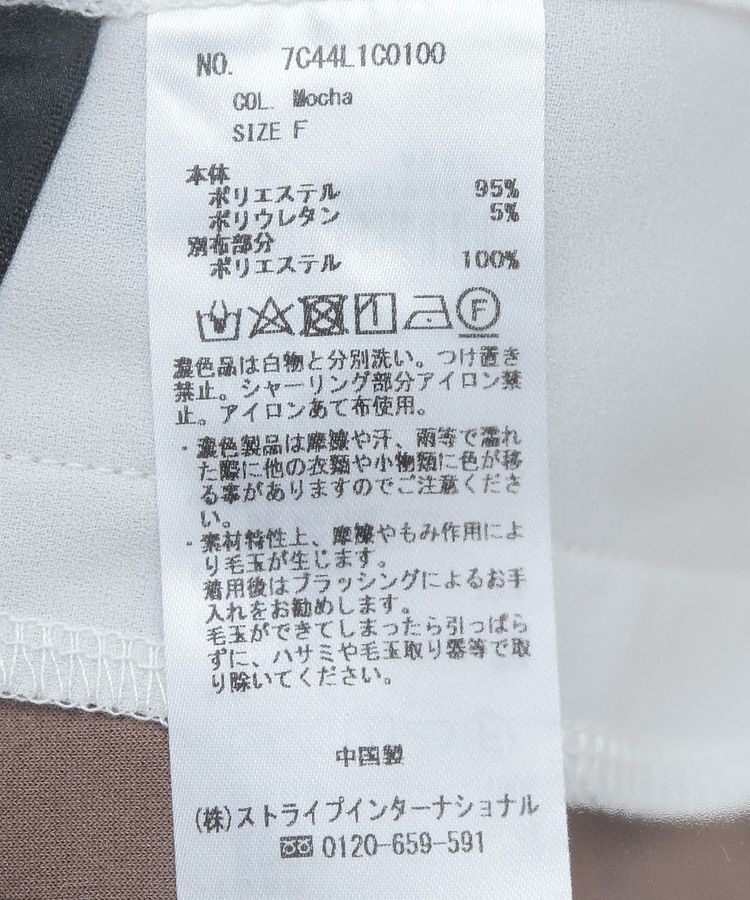 NO. 7C44L1C0100
COL. Mocha
SIZE F
本体
ポリエステル 95%
ポリウレタン 5%
別布部分
ポリエステル 100%
F
濃色品は白物と分別洗い。つけ置き
禁止。シャーリング部分アイロン禁
止。アイロンあて布使用。
・濃色製品は摩擦や汗、雨等で濡れ
た際に他の衣類や小物類に色が移
る事がありますのでご注意くださ
い。
・素材特性上、摩擦やもみ作用によ
り毛玉が生じます。
着用後はブラッシングによるお手
入れをお勧めします。
毛玉ができてしまったら引っぱら
ずに、ハサミや毛玉取り器等で取
り除いてください。
中国製
(株)ストライプインターナショナル
0120-659-591